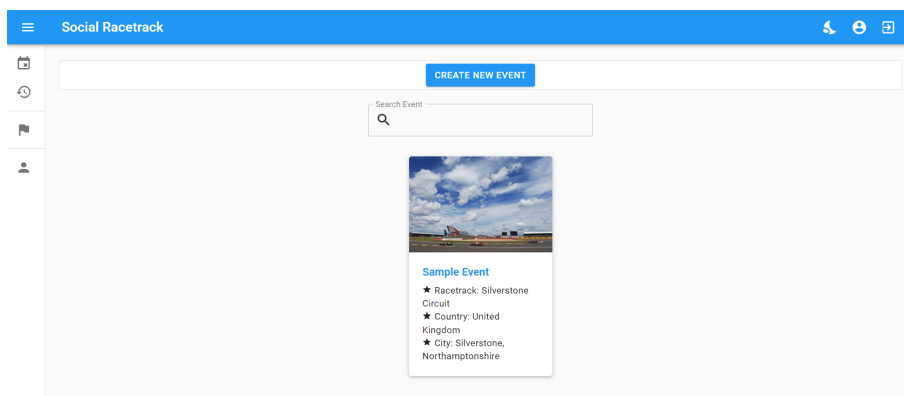 Social Racetrack
CREATE NEW EVENT
Search Event
Sample Event
★ Racetrack: Silverstone
Circuit
★ Country: United
Kingdom
★ City: Silverstone,
Northamptonshire